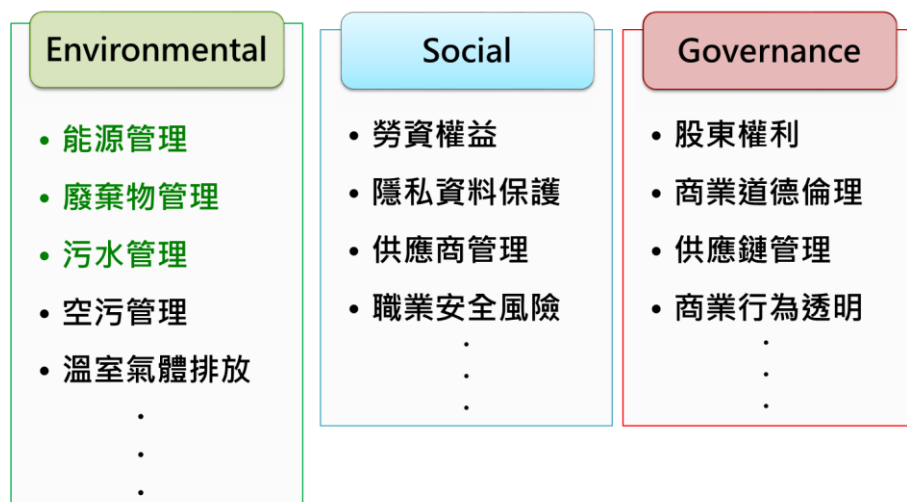 Environmental
• 能源管理
• 廢棄物管理
• 污水管理
• 空污管理
• 溫室氣體排放
.
.
.
Social
• 勞資權益
• 隱私資料保護
• 供應商管理
• 職業安全風險
.
.
.
Governance
• 股東權利
• 商業道德倫理
• 供應鏈管理
• 商業行為透明
.
.
.